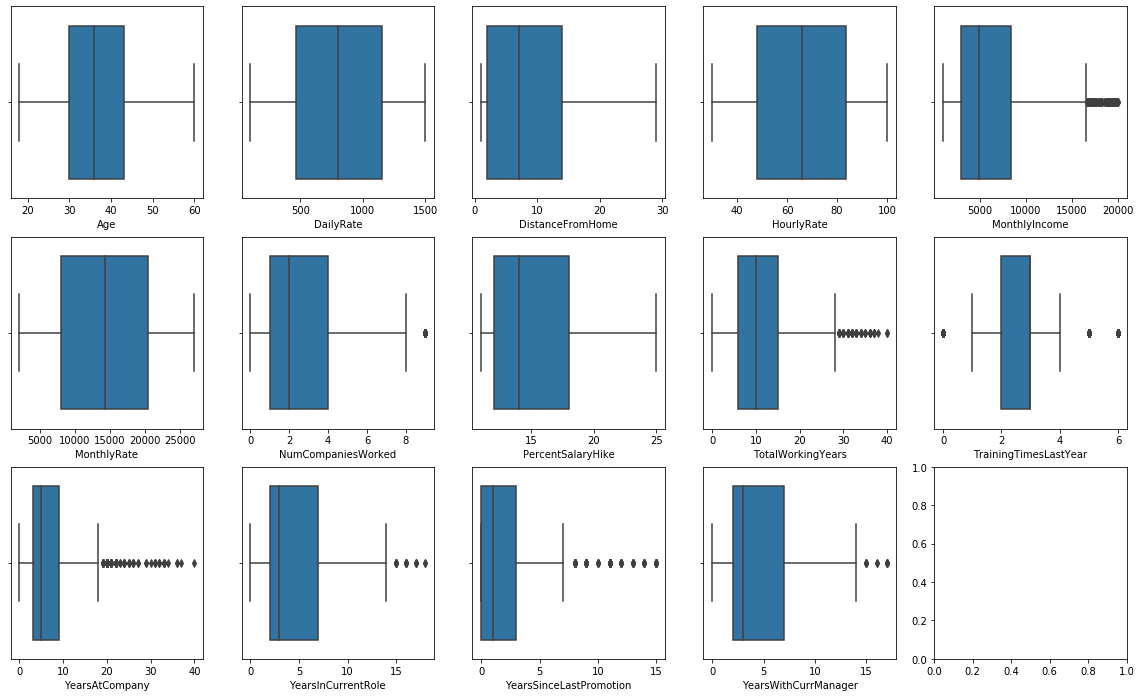 20 30 40 50 60
Age
500 1000 1500
DailyRate
0 10 20 30
DistanceFromHome
40 60 80 100
HourlyRate
5000 10000 15000 20000
MonthlyIncome
5000 10000 15000 20000 25000
MonthlyRate
0 2 4 6 8
NumCompaniesWorked
15 20 25
PercentSalaryHike
0 10 20 30 40
TotalWorkingYears
0 2 4 6
TrainingTimesLastYear
0 10 20 30 40
YearsAtCompany
0 5 10 15
YearsInCurrentRole
0 5 10 15
YearsSinceLastPromotion
0 5 10 15
YearsWithCurrManager
1.0
0.8
0.6
0.4
0.2
0.0
0.0 0.2 0.4 0.6 0.8 1.0